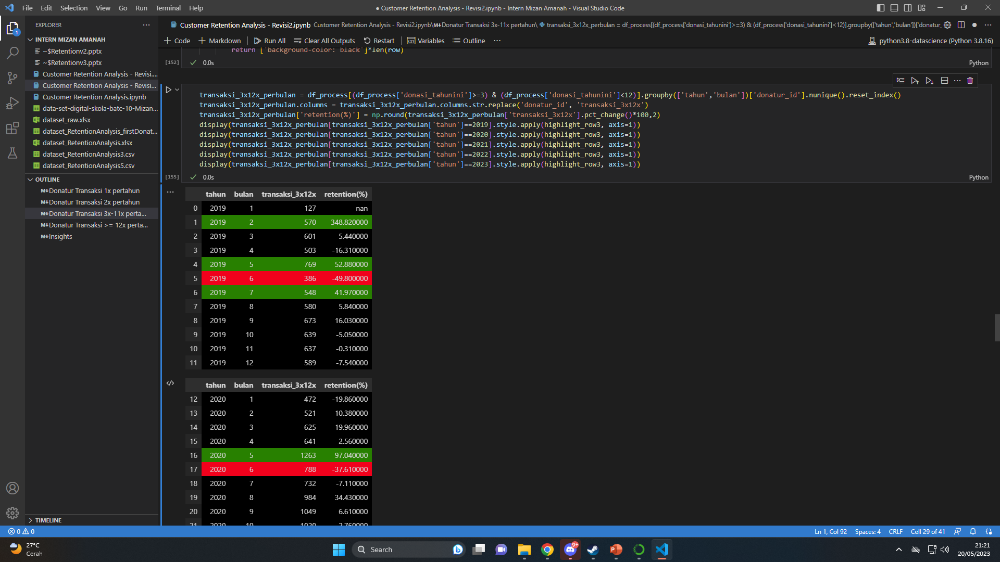 File Edit Selection View Go Run Terminal Help
● Customer Retention Analysis - Revisi2.ipynb - Intern Mizan Amanah - Visual Studio Code
EXPLORER
1
INTERN MIZAN AMANAH
~$Retentionv2.pptx
~$Retentionv3.pptx
Customer Retention Analysis - Revisi....
Customer Retention Analysis - Revisi...
Customer Retention Analysis.ipynb
data-set-digital-skola-batc-10-Mizan...
dataset_raw.xlsx
dataset_RetentionAnalysis_firstDonat...
dataset_RetentionAnalysis.xlsx
dataset_RetentionAnalysis3.csv
dataset_RetentionAnalysis5.csv
OUTLINE
M↓Donatur Transaksi 1x pertahun
M↓Donatur Transaksi 2x pertahun
M↓Donatur Transaksi 3x-11x perta...
M↓Donatur Transaksi >= 12x perta...
M↓Insights
TIMELINE
Customer Retention Analysis - Revisi2.ipynb Customer Retention Analysis - Revisi2.ipynb\M↓Donatur Transaksi 3x-11x pertahun\ transaksi_3x12x_perbulan = df_process[(df_process['donasi_tahunini']>=3) & (df_process['donasi_tahunini']<12)].groupby(['tahun','bulan'])['donatur_
+ Code + Markdown Run All Clear All Outputs Restart Variables Outline ... python3.8-datascience (Python 3.8.16)
return ['background-color: black']*len(row)
[152] ✓ 0.0s Python
transaksi_3x12x_perbulan = df_process[(df_process['donasi_tahunini']>=3) & (df_process['donasi_tahunini']<12)].groupby(['tahun','bulan'])['donatur_id'].nunique().reset_index()
transaksi_3x12x_perbulan.columns = transaksi_3x12x_perbulan.columns.str.replace('donatur_id', 'transaksi_3x12x')
transaksi_3x12x_perbulan['retention(%)'] = np.round(transaksi_3x12x_perbulan['transaksi_3x12x'].pct_change()*100,2)
display(transaksi_3x12x_perbulan[transaksi_3x12x_perbulan['tahun']==2019].style.apply(highlight_row3, axis=1))
display(transaksi_3x12x_perbulan[transaksi_3x12x_perbulan['tahun']==2020].style.apply(highlight_row3, axis=1))
display(transaksi_3x12x_perbulan[transaksi_3x12x_perbulan['tahun']==2021].style.apply(highlight_row3, axis=1))
display(transaksi_3x12x_perbulan[transaksi_3x12x_perbulan['tahun']==2022].style.apply(highlight_row3, axis=1))
display(transaksi_3x12x_perbulan[transaksi_3x12x_perbulan['tahun']==2023].style.apply(highlight_row3, axis=1))
[155] ✓ 0.0s Python
tahun bulan transaksi_3x12x retention(%)
0 2019 1 127 nan
1 2019 2 570 348.820000
2 2019 3 601 5.440000
3 2019 4 503 -16.310000
4 2019 5 769 52.880000
5 2019 6 386 -49.800000
6 2019 7 548 41.970000
7 2019 8 580 5.840000
8 2019 9 673 16.030000
9 2019 10 639 -5.050000
10 2019 11 637 -0.310000
11 2019 12 589 -7.540000
tahun bulan transaksi_3x12x retention(%)
12 2020 1 472 -19.860000
13 2020 2 521 10.380000
14 2020 3 625 19.960000
15 2020 4 641 2.560000
16 2020 5 1263 97.040000
17 2020 6 788 -37.610000
18 2020 7 732 -7.110000
19 2020 8 984 34.430000
20 2020 9 1049 6.610000
0 0
Ln 1, Col 92 Spaces: 4 CRLF Cell 29 of 41
27°C
Cerah
Search
9+
21:21
20/05/2023